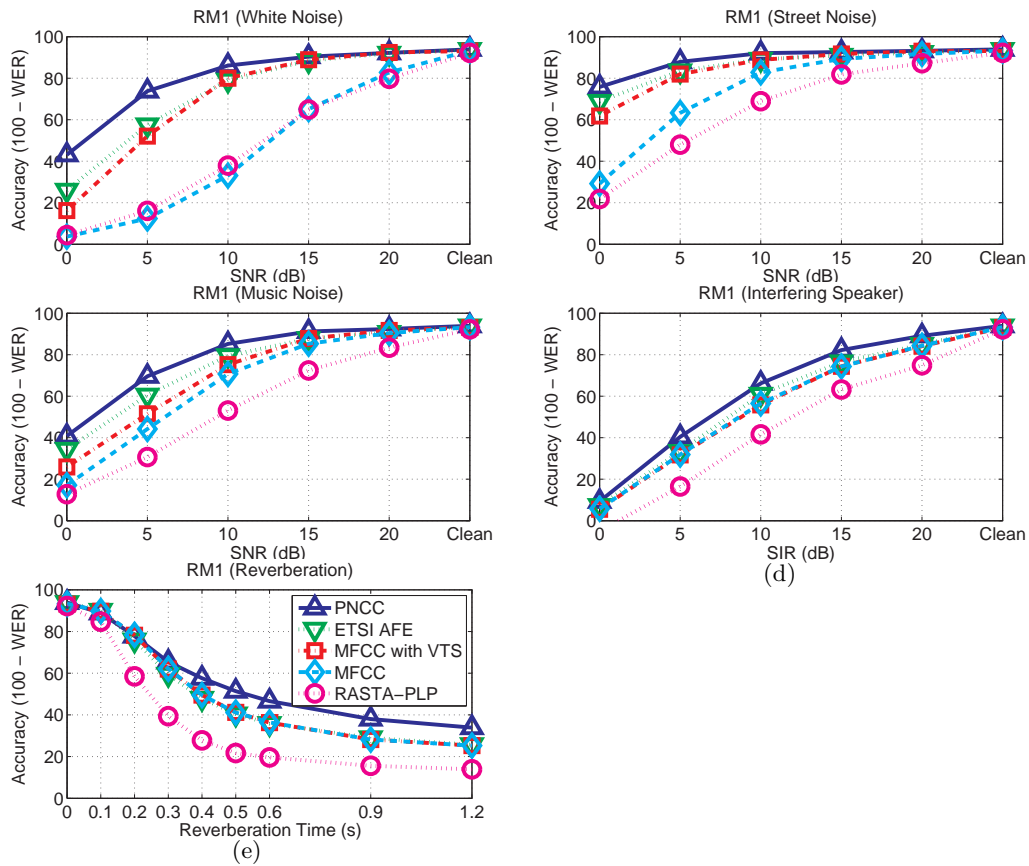 RM1 (White Noise)
Accuracy (100 − WER)
100
80
60
40
20
0
0 5 10 15 20 Clean
SNR (dB)
RM1 (Street Noise)
Accuracy (100 − WER)
100
80
60
40
20
0
0 5 10 15 20 Clean
SNR (dB)
RM1 (Music Noise)
Accuracy (100 − WER)
100
80
60
40
20
0
0 5 10 15 20 Clean
SNR (dB)
RM1 (Interfering Speaker)
Accuracy (100 − WER)
100
80
60
40
20
0
0 5 10 15 20 Clean
SIR (dB)
(d)
RM1 (Reverberation)
Accuracy (100 − WER)
100
80
60
40
20
0
PNCC
ETSI AFE
MFCC with VTS
MFCC
RASTA−PLP
0 0.1 0.2 0.3 0.4 0.5 0.6 0.9 1.2
Reverberation Time (s)
(e)